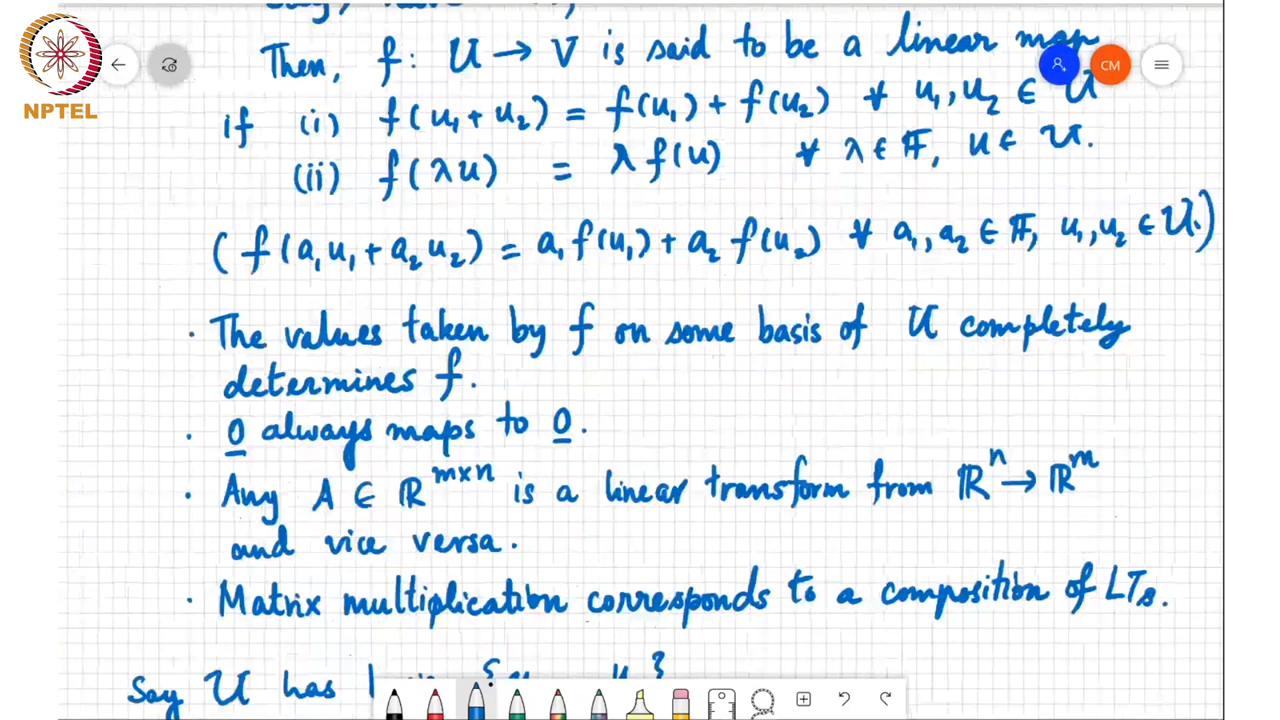 Then, f: U → V is said to be a linear map
if (i) f(u₁ + u₂) = f(u₁) + f(u₂) ∀ u₁, u₂ ∈ U
(ii) f(λu) = λ f(u) ∀ λ ∈ 𝔽, u ∈ U.
( f(a₁u₁ + a₂u₂) = a₁ f(u₁) + a₂ f(u₂) ∀ a₁, a₂ ∈ 𝔽, u₁, u₂ ∈ U.)
· The values taken by f on some basis of U completely
determines f.
· 0 always maps to 0.
· Any A ∈ ℝᵐˣⁿ is a linear transform from ℝⁿ → ℝᵐ
and vice versa.
· Matrix multiplication corresponds to a composition of LTs.
Say U has
NPTEL
CM